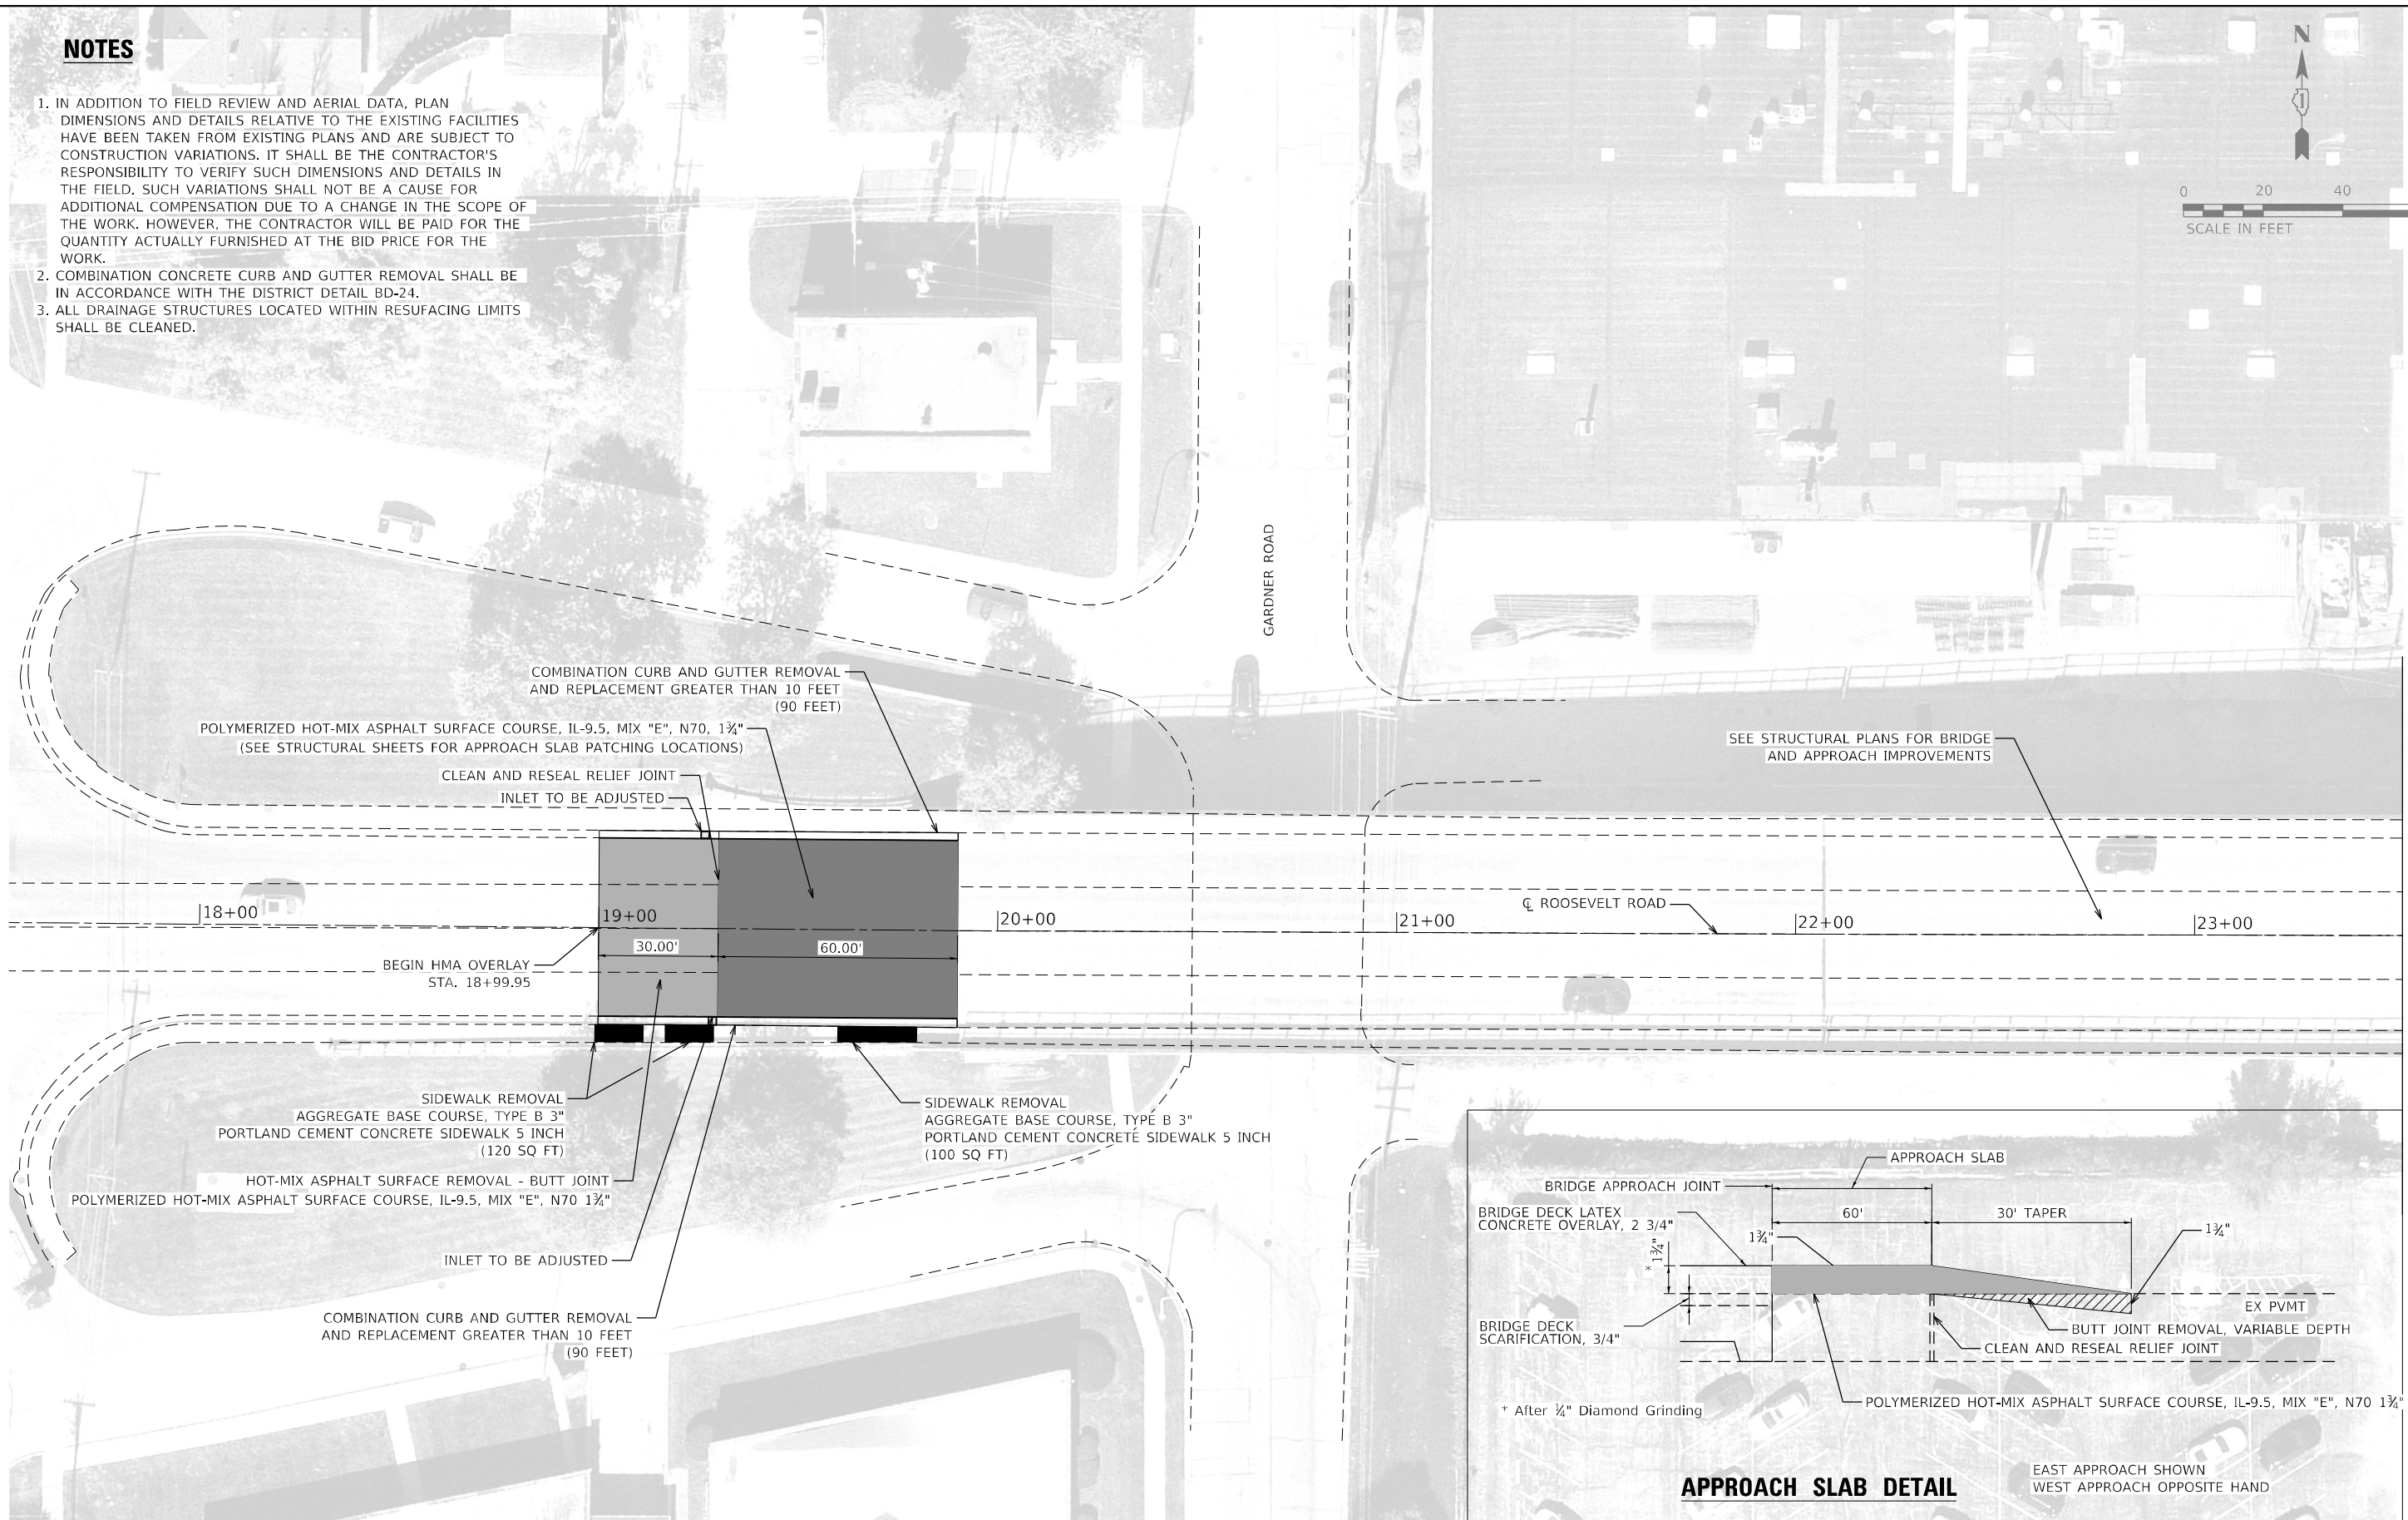 NOTES
1. IN ADDITION TO FIELD REVIEW AND AERIAL DATA, PLAN
DIMENSIONS AND DETAILS RELATIVE TO THE EXISTING FACILITIES
HAVE BEEN TAKEN FROM EXISTING PLANS AND ARE SUBJECT TO
CONSTRUCTION VARIATIONS. IT SHALL BE THE CONTRACTOR'S
RESPONSIBILITY TO VERIFY SUCH DIMENSIONS AND DETAILS IN
THE FIELD. SUCH VARIATIONS SHALL NOT BE A CAUSE FOR
ADDITIONAL COMPENSATION DUE TO A CHANGE IN THE SCOPE OF
THE WORK. HOWEVER, THE CONTRACTOR WILL BE PAID FOR THE
QUANTITY ACTUALLY FURNISHED AT THE BID PRICE FOR THE
WORK.
2. COMBINATION CONCRETE CURB AND GUTTER REMOVAL SHALL BE
IN ACCORDANCE WITH THE DISTRICT DETAIL BD-24.
3. ALL DRAINAGE STRUCTURES LOCATED WITHIN RESUFACING LIMITS
SHALL BE CLEANED.
N
1
0 20 40
SCALE IN FEET
GARDNER ROAD
COMBINATION CURB AND GUTTER REMOVAL
AND REPLACEMENT GREATER THAN 10 FEET
(90 FEET)
POLYMERIZED HOT-MIX ASPHALT SURFACE COURSE, IL-9.5, MIX "E", N70, 1¾"
(SEE STRUCTURAL SHEETS FOR APPROACH SLAB PATCHING LOCATIONS)
CLEAN AND RESEAL RELIEF JOINT
INLET TO BE ADJUSTED
SEE STRUCTURAL PLANS FOR BRIDGE
AND APPROACH IMPROVEMENTS
18+00
19+00
20+00
21+00
℄ ROOSEVELT ROAD
22+00
23+00
30.00'
60.00'
BEGIN HMA OVERLAY
STA. 18+99.95
SIDEWALK REMOVAL
AGGREGATE BASE COURSE, TYPE B 3"
PORTLAND CEMENT CONCRETE SIDEWALK 5 INCH
(120 SQ FT)
SIDEWALK REMOVAL
AGGREGATE BASE COURSE, TYPE B 3"
PORTLAND CEMENT CONCRETE SIDEWALK 5 INCH
(100 SQ FT)
HOT-MIX ASPHALT SURFACE REMOVAL - BUTT JOINT
POLYMERIZED HOT-MIX ASPHALT SURFACE COURSE, IL-9.5, MIX "E", N70 1¾"
INLET TO BE ADJUSTED
COMBINATION CURB AND GUTTER REMOVAL
AND REPLACEMENT GREATER THAN 10 FEET
(90 FEET)
APPROACH SLAB
BRIDGE APPROACH JOINT
BRIDGE DECK LATEX
CONCRETE OVERLAY, 2 3/4"
60'
30' TAPER
1¾"
1¾"
* 1¾"
EX PVMT
BRIDGE DECK
SCARIFICATION, 3/4"
BUTT JOINT REMOVAL, VARIABLE DEPTH
CLEAN AND RESEAL RELIEF JOINT
POLYMERIZED HOT-MIX ASPHALT SURFACE COURSE, IL-9.5, MIX "E", N70 1¾"
* After ¼" Diamond Grinding
APPROACH SLAB DETAIL
EAST APPROACH SHOWN
WEST APPROACH OPPOSITE HAND